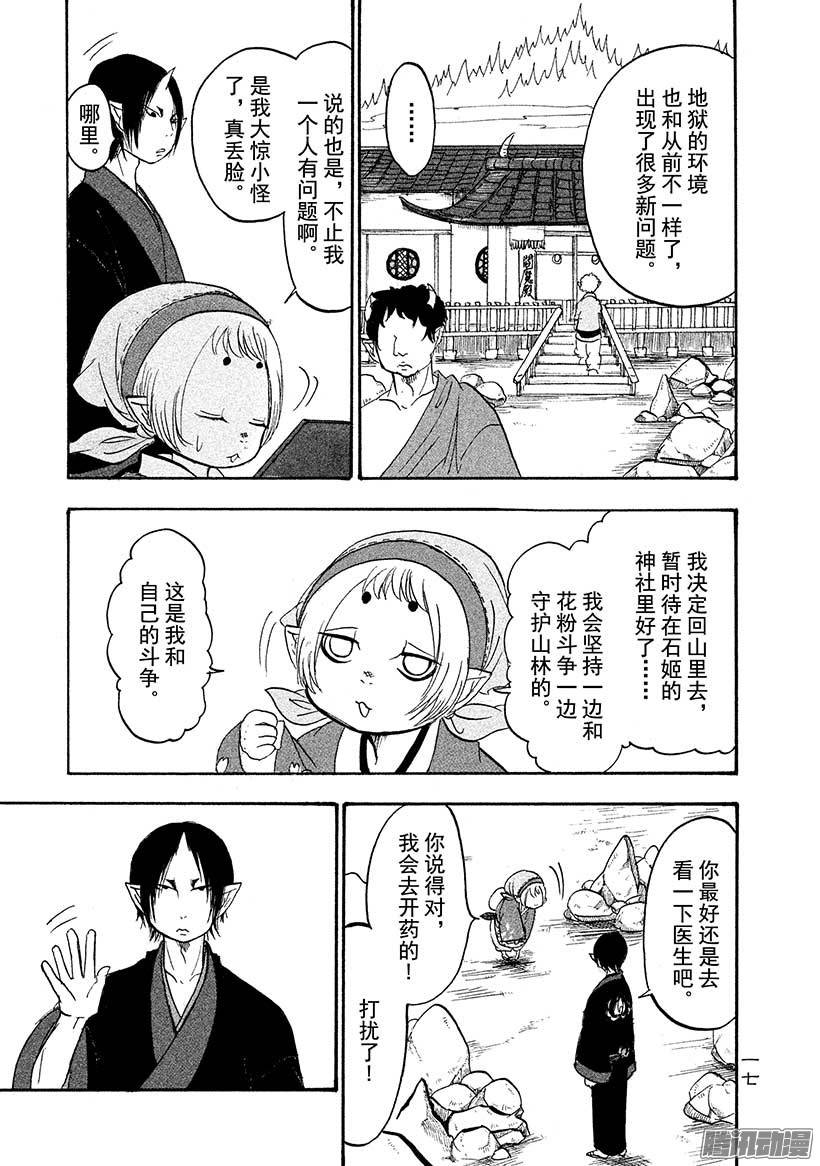 地狱的环境
也和从前不一样了，
出现了很多新问题。
……
说的也是，不止我
一个人有问题啊。
是我大惊小怪
了，真丢脸。
哪里。
我决定回山里去，
暂时待在石姬的
神社里好了……
我会坚持一边和
花粉斗争一边
守护山林的。
这是我和
自己的斗争。
你最好还是去
看一下医生吧。
你说得对，
我会去开药的！
打扰了！
一七
腾讯动漫